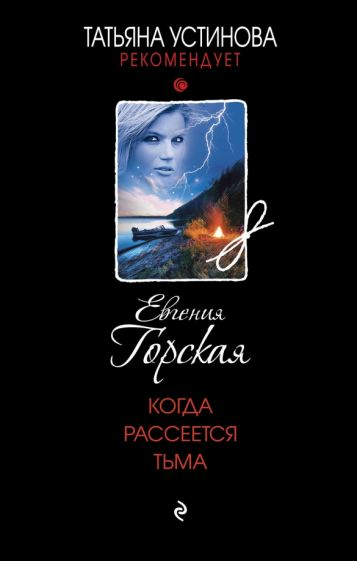 ТАТЬЯНА УСТИНОВА
РЕКОМЕНДУЕТ
Евгения
Горская
КОГДА
РАССЕЕТСЯ
ТЬМА